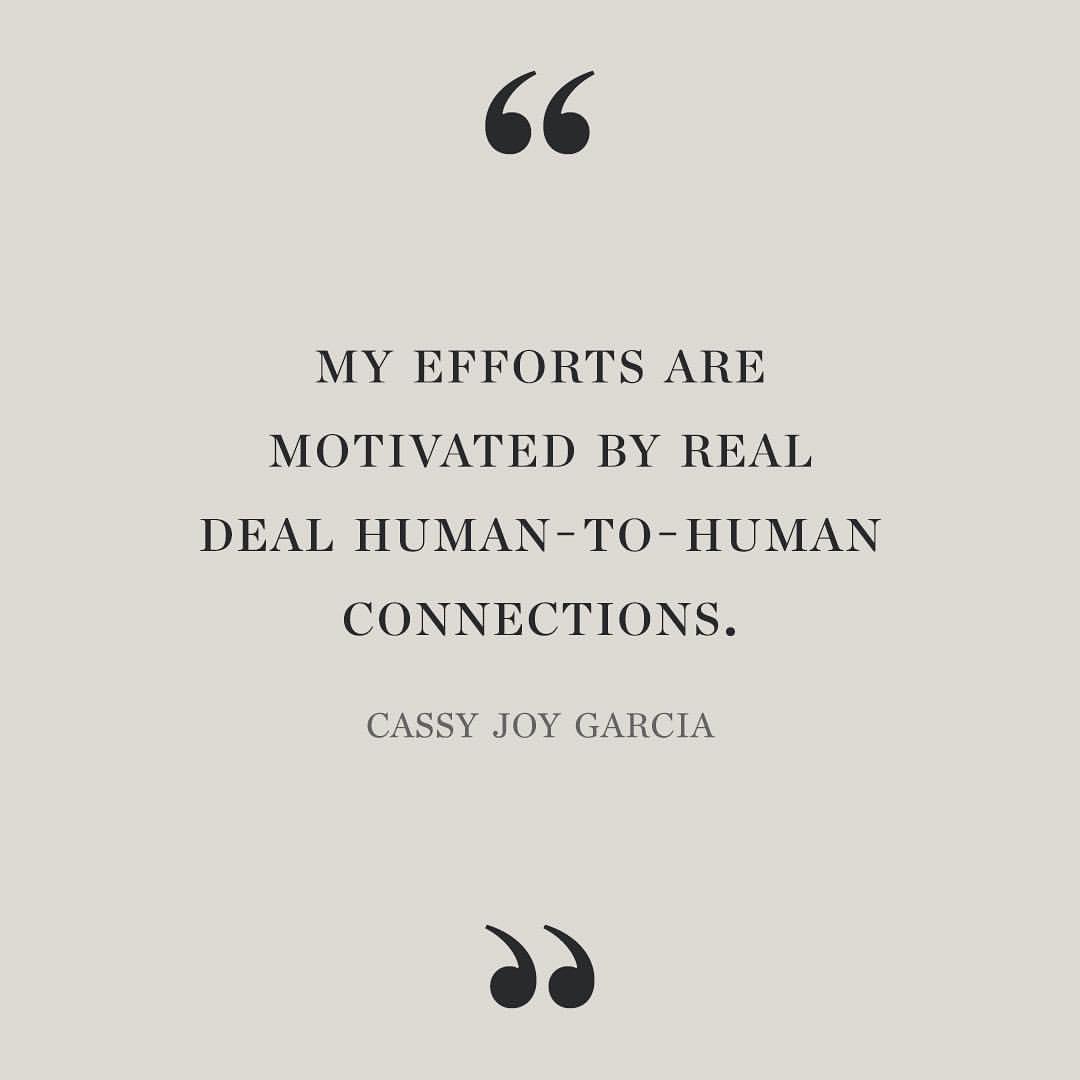 “
MY EFFORTS ARE
MOTIVATED BY REAL
DEAL HUMAN-TO-HUMAN
CONNECTIONS.
CASSY JOY GARCIA
”